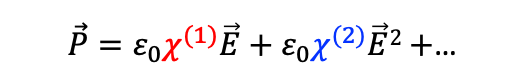 P⃗ = ε₀χ⁽¹⁾E⃗ + ε₀χ⁽²⁾E⃗² +...